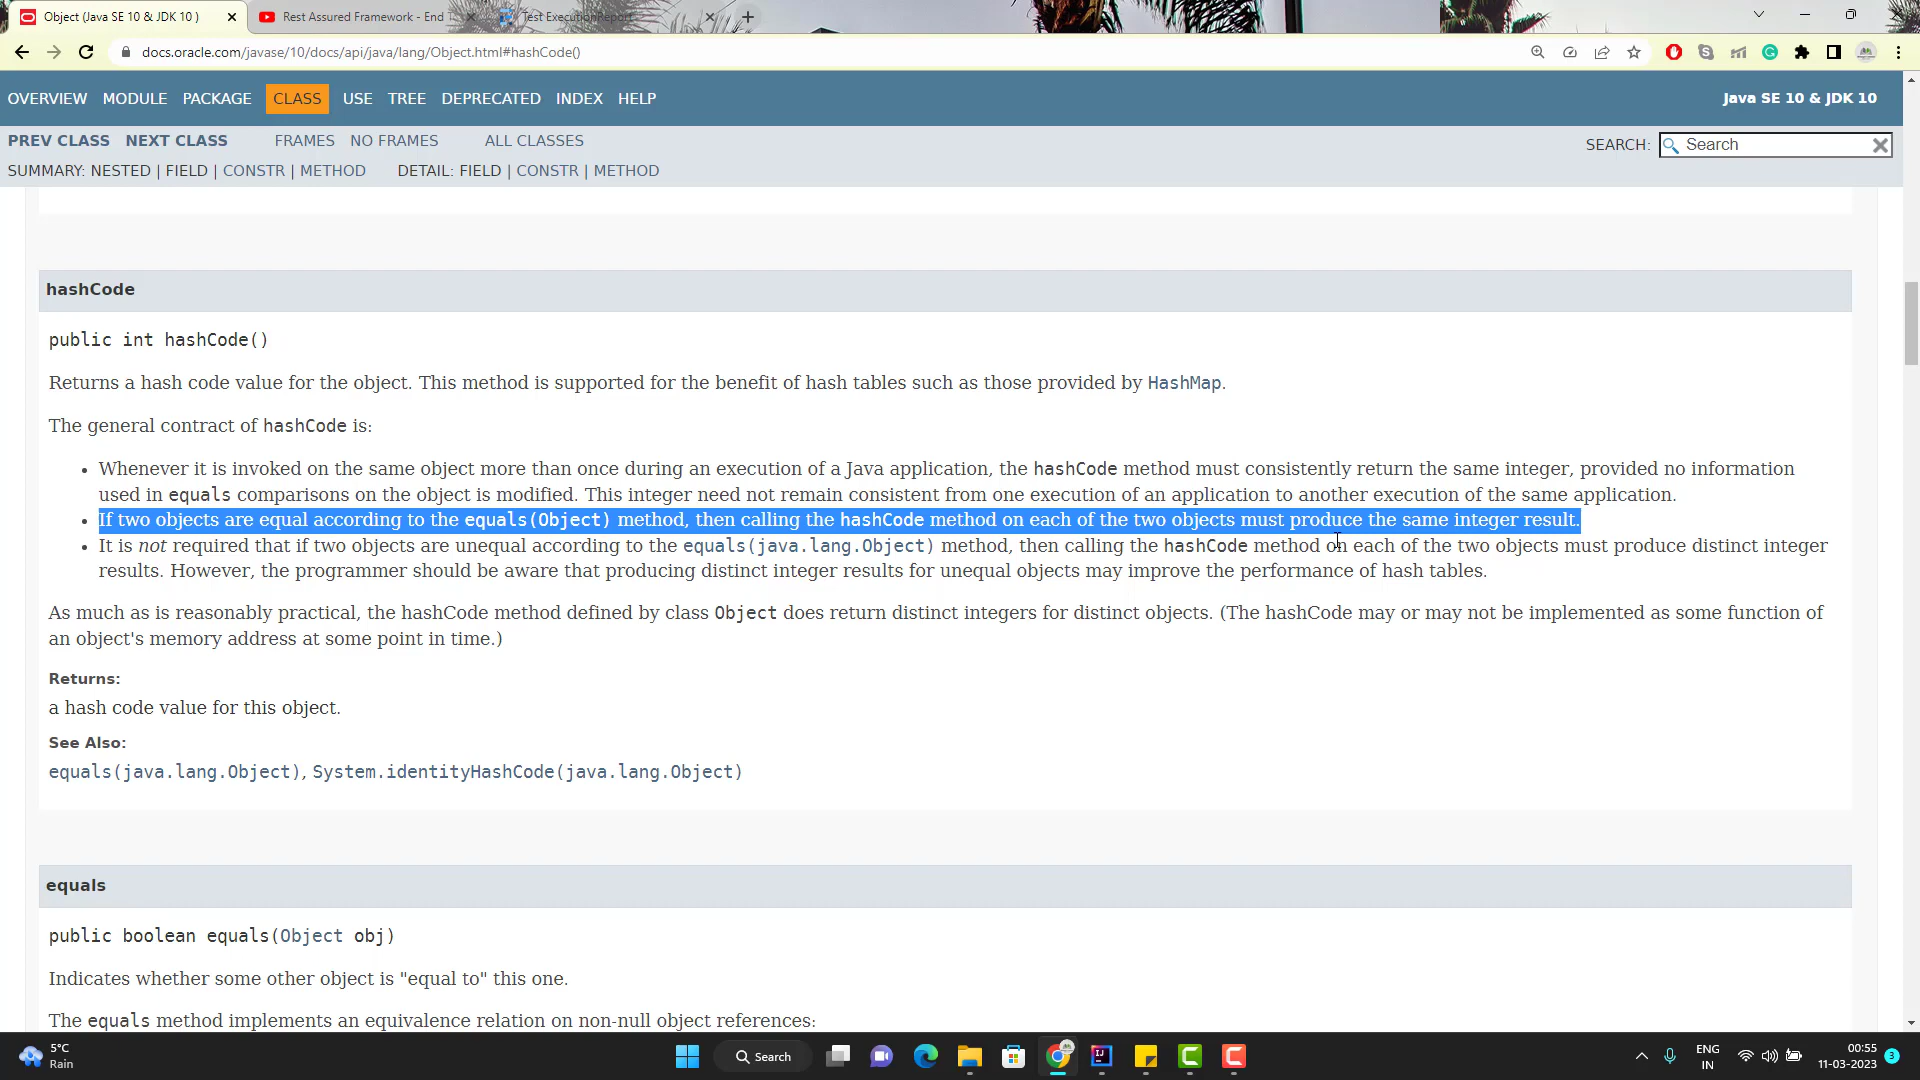 Object (Java SE 10 & JDK 10 )
Rest Assured Framework - End T
Test ExecutionReport
docs.oracle.com/javase/10/docs/api/java/lang/Object.html#hashCode()
OVERVIEW MODULE PACKAGE CLASS USE TREE DEPRECATED INDEX HELP
Java SE 10 & JDK 10
PREV CLASS NEXT CLASS FRAMES NO FRAMES ALL CLASSES
SEARCH: Search
SUMMARY: NESTED | FIELD | CONSTR | METHOD DETAIL: FIELD | CONSTR | METHOD
hashCode
public int hashCode()
Returns a hash code value for the object. This method is supported for the benefit of hash tables such as those provided by HashMap.
The general contract of hashCode is:
• Whenever it is invoked on the same object more than once during an execution of a Java application, the hashCode method must consistently return the same integer, provided no information
used in equals comparisons on the object is modified. This integer need not remain consistent from one execution of an application to another execution of the same application.
• If two objects are equal according to the equals(Object) method, then calling the hashCode method on each of the two objects must produce the same integer result.
• It is not required that if two objects are unequal according to the equals(java.lang.Object) method, then calling the hashCode method on each of the two objects must produce distinct integer
results. However, the programmer should be aware that producing distinct integer results for unequal objects may improve the performance of hash tables.
As much as is reasonably practical, the hashCode method defined by class Object does return distinct integers for distinct objects. (The hashCode may or may not be implemented as some function of
an object's memory address at some point in time.)
Returns:
a hash code value for this object.
See Also:
equals(java.lang.Object), System.identityHashCode(java.lang.Object)
equals
public boolean equals(Object obj)
Indicates whether some other object is "equal to" this one.
The equals method implements an equivalence relation on non-null object references:
5°C
Rain
Search
ENG
IN
00:55
11-03-2023
3